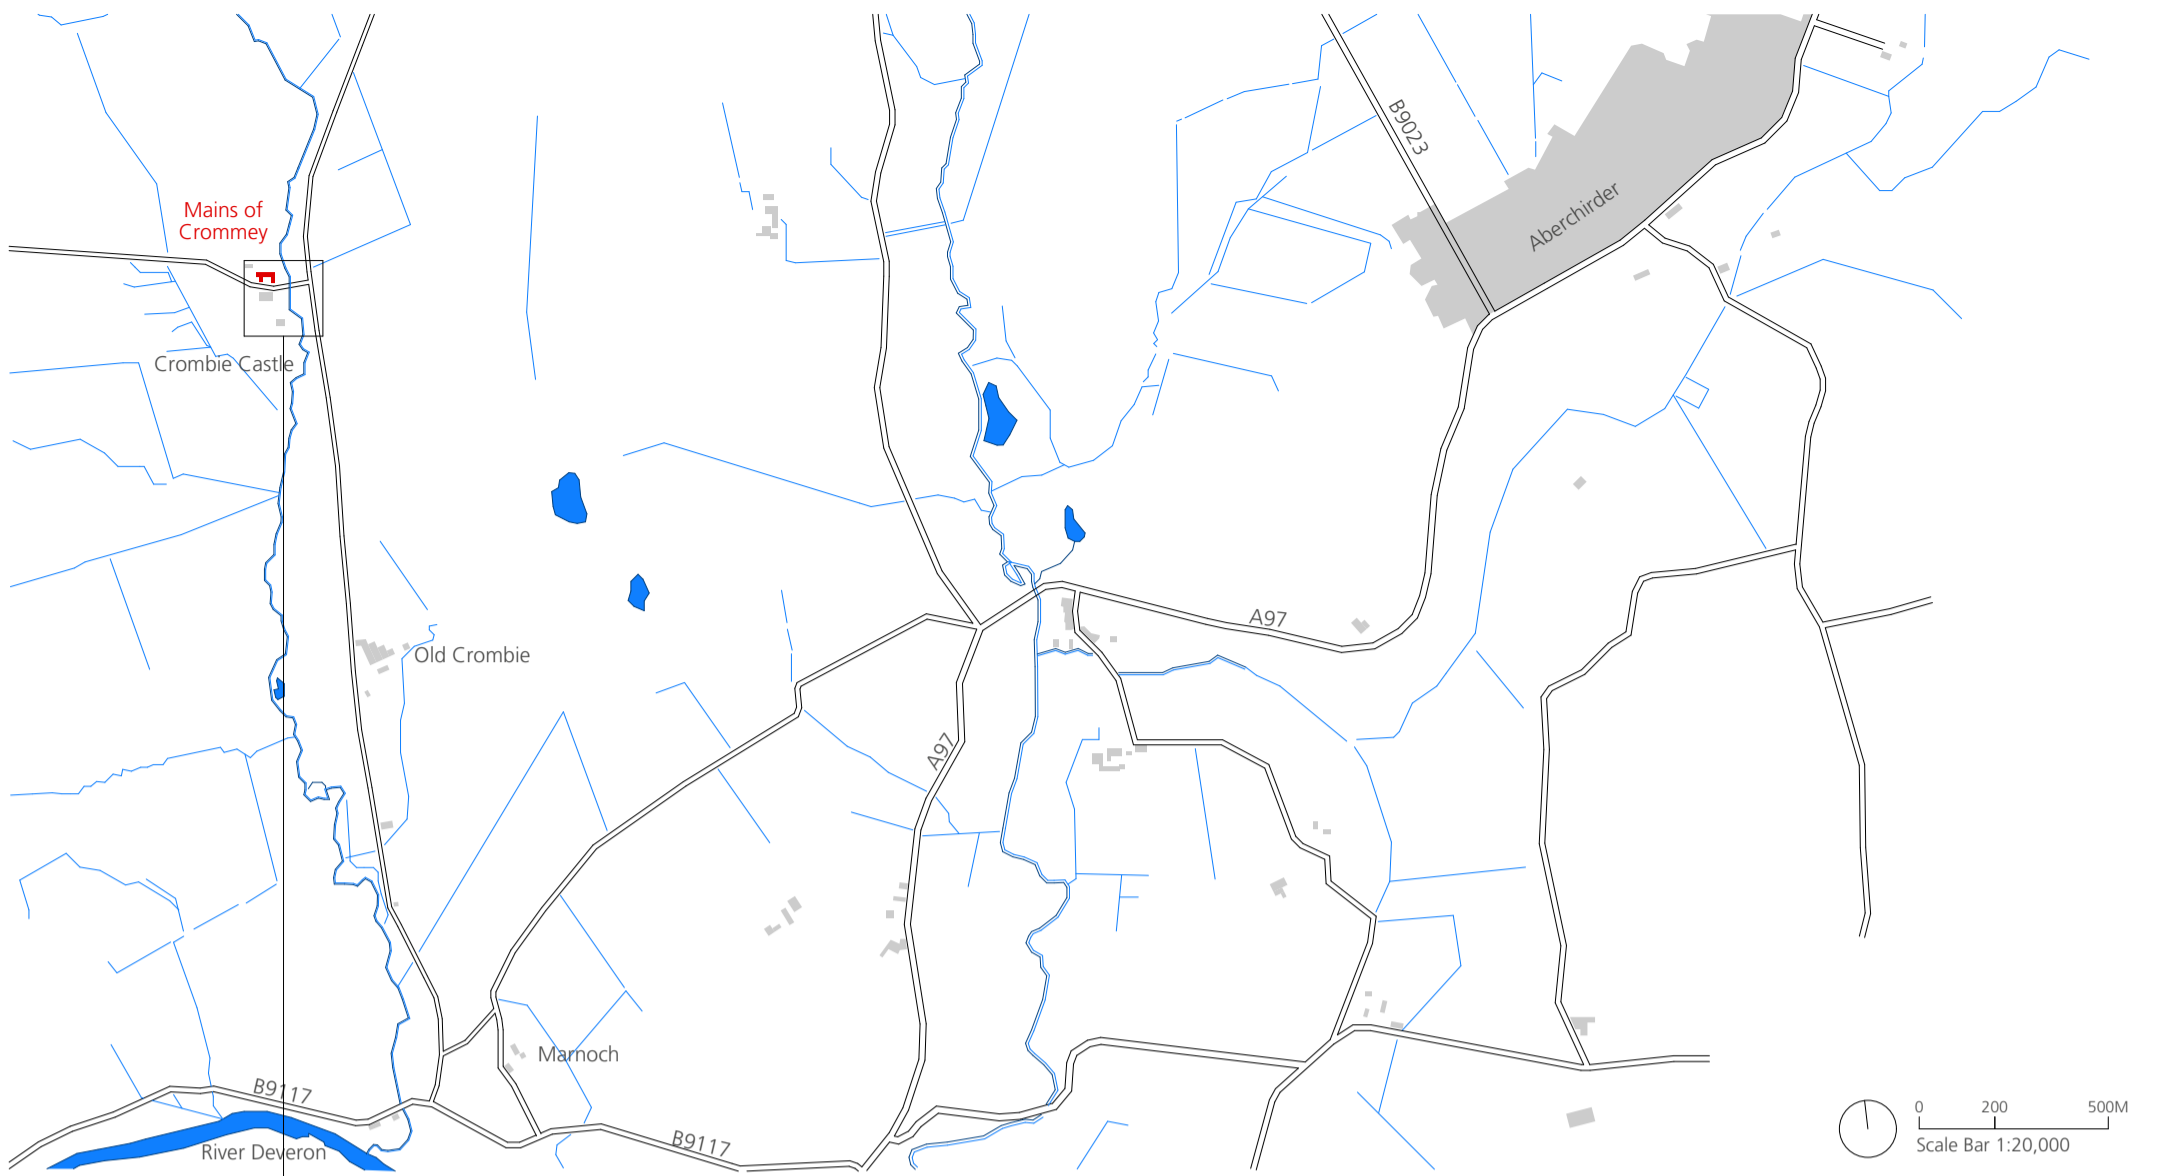 B9023
Aberchirder
Mains of
Crommey
Crombie Castle
A97
Old Crombie
A97
Marnoch
B9117
B9117
River Deveron
0 200 500M
Scale Bar 1:20,000